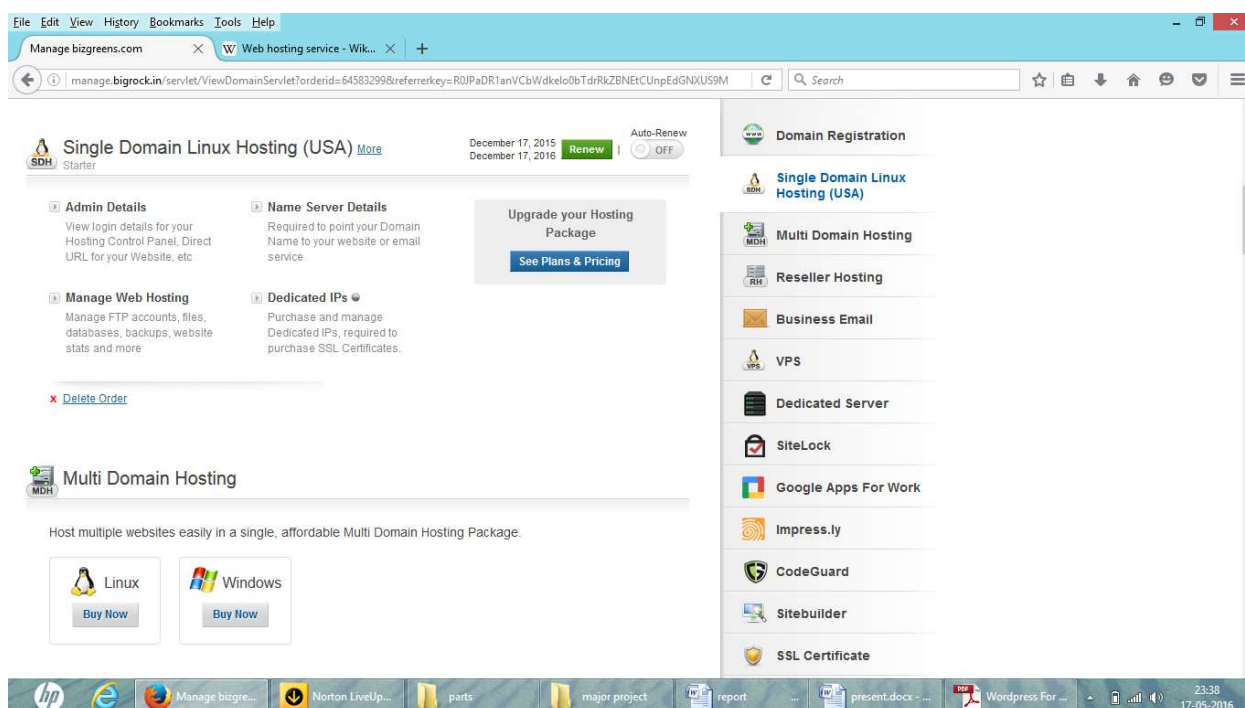 File Edit View History Bookmarks Tools Help
Manage bizgreens.com
W Web hosting service - Wik...
manage.bigrock.in/servlet/ViewDomainServlet?orderid=64583299&referrerkey=R0JPaDR1anVCbWdkelo0bTdrRkZBNEtCUnpEdGNXUS9M
Search
SDH
Single Domain Linux Hosting (USA) More
Starter
December 17, 2015
December 17, 2016
Renew
Auto-Renew
OFF
Admin Details
View login details for your
Hosting Control Panel, Direct
URL for your Website, etc
Name Server Details
Required to point your Domain
Name to your website or email
service
Upgrade your Hosting
Package
See Plans & Pricing
Manage Web Hosting
Manage FTP accounts, files,
databases, backups, website
stats and more
Dedicated IPs
Purchase and manage
Dedicated IPs, required to
purchase SSL Certificates.
x Delete Order
MDH
Multi Domain Hosting
Host multiple websites easily in a single, affordable Multi Domain Hosting Package.
Linux
Buy Now
Windows
Buy Now
www
Domain Registration
SDH
Single Domain Linux
Hosting (USA)
MDH
Multi Domain Hosting
RH
Reseller Hosting
Business Email
VPS
VPS
Dedicated Server
SiteLock
Google Apps For Work
Impress.ly
CodeGuard
Sitebuilder
SSL Certificate
hp
Manage bizgre...
Norton LiveUp...
parts
major project
report ...
present.docx - ...
PDF
Wordpress For ...
23:38
17-05-2016